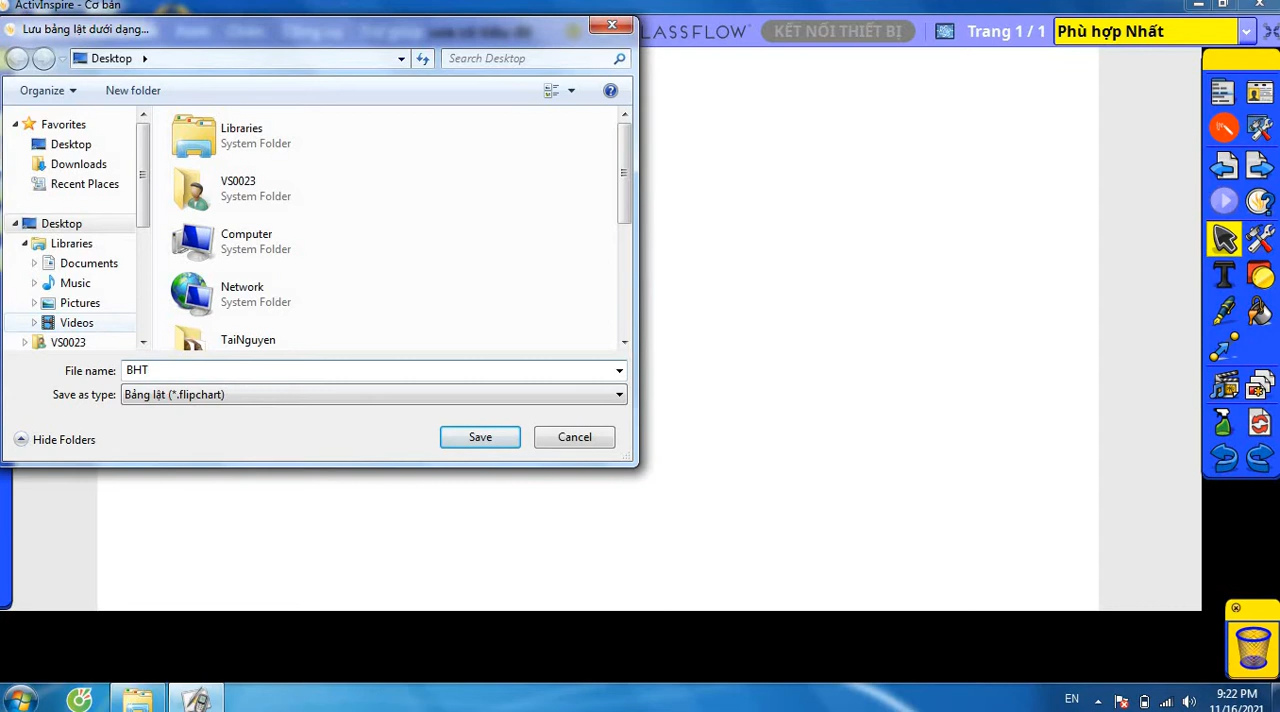 ActivInspire - Cơ bản
Lưu bảng lật dưới dạng...
LASSFLOW
KẾT NỐI THIẾT BỊ
Trang 1 / 1
Phù hợp Nhất
Desktop
Search Desktop
Organize
New folder
Favorites
Desktop
Downloads
Recent Places
Desktop
Libraries
Documents
Music
Pictures
Videos
VS0023
Libraries
System Folder
VS0023
System Folder
Computer
System Folder
Network
System Folder
TaiNguyen
File name: BHT
Save as type: Bảng lật (*.flipchart)
Hide Folders
Save
Cancel
EN
9:22 PM
11/16/2021